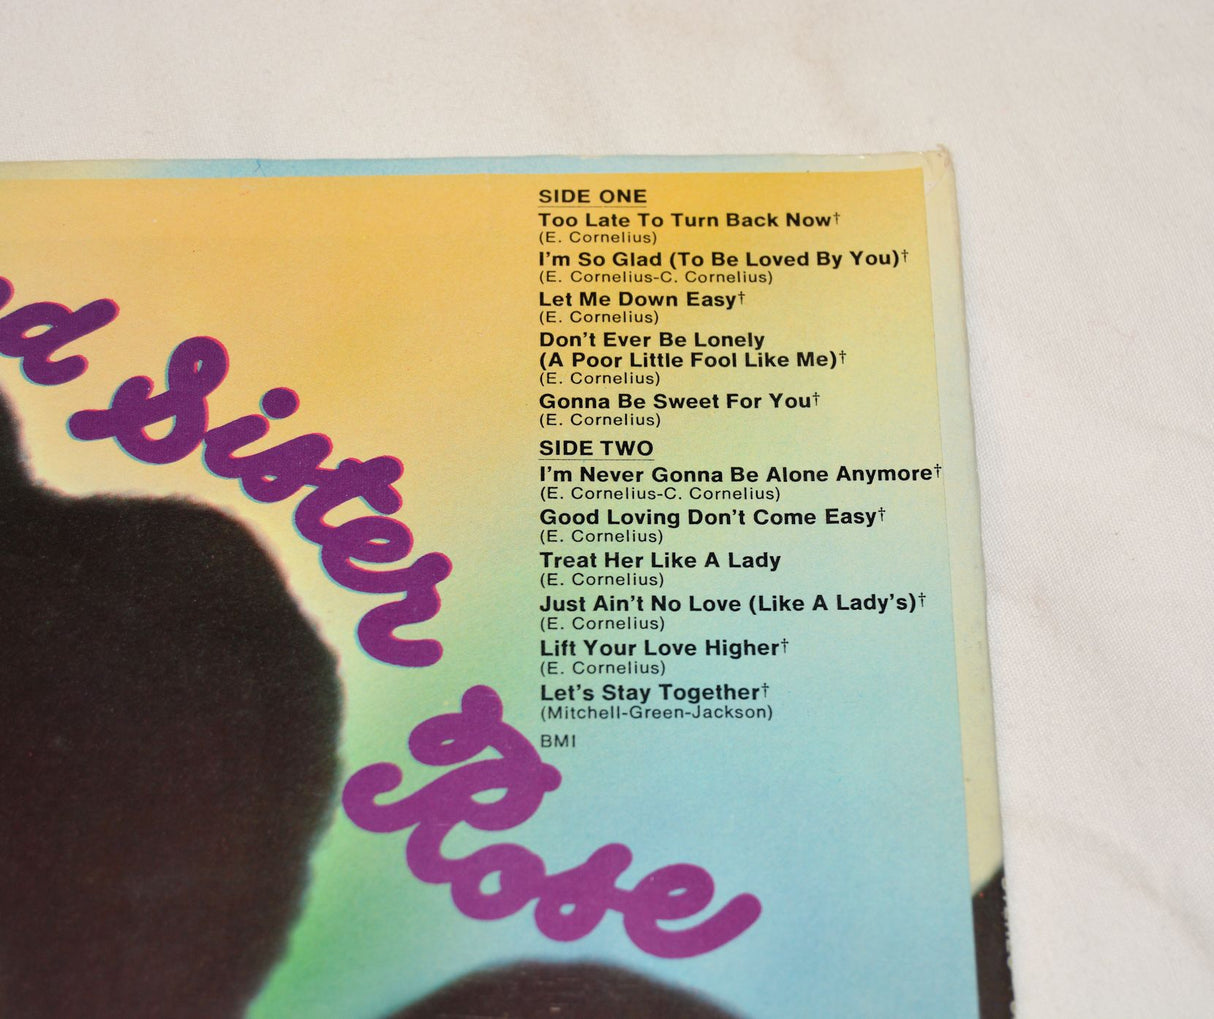 SIDE ONE
Too Late To Turn Back Now†
(E. Cornelius)
I'm So Glad (To Be Loved By You)†
(E. Cornelius-C. Cornelius)
Let Me Down Easy†
(E. Cornelius)
Don't Ever Be Lonely
(A Poor Little Fool Like Me)†
(E. Cornelius)
Gonna Be Sweet For You†
(E. Cornelius)
SIDE TWO
I'm Never Gonna Be Alone Anymore†
(E. Cornelius-C. Cornelius)
Good Loving Don't Come Easy†
(E. Cornelius)
Treat Her Like A Lady
(E. Cornelius)
Just Ain't No Love (Like A Lady's)†
(E. Cornelius)
Lift Your Love Higher†
(E. Cornelius)
Let's Stay Together†
(Mitchell-Green-Jackson)
BMI
Sister Rose